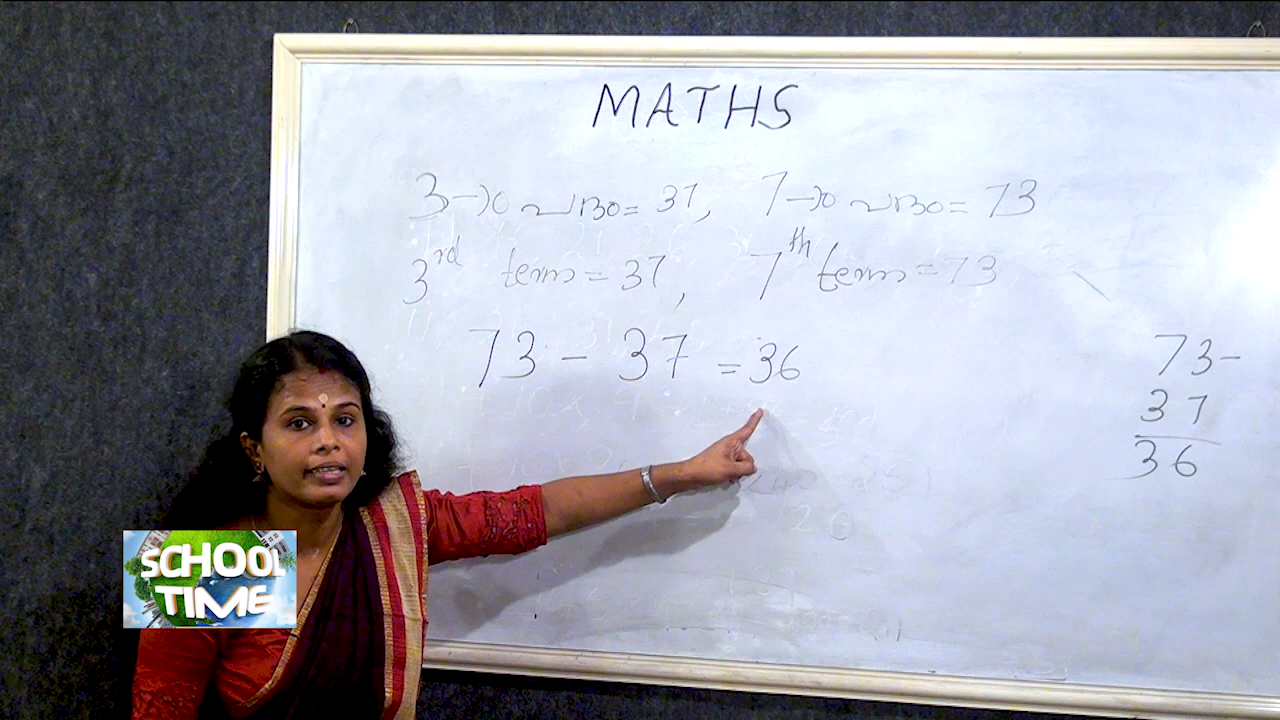 MATHS
3-ാo പദം = 37, 7-ാo പദം = 73
3rd term = 37, 7th term = 73
73 - 37 = 36
73 -
37
36
SCHOOL
TIME